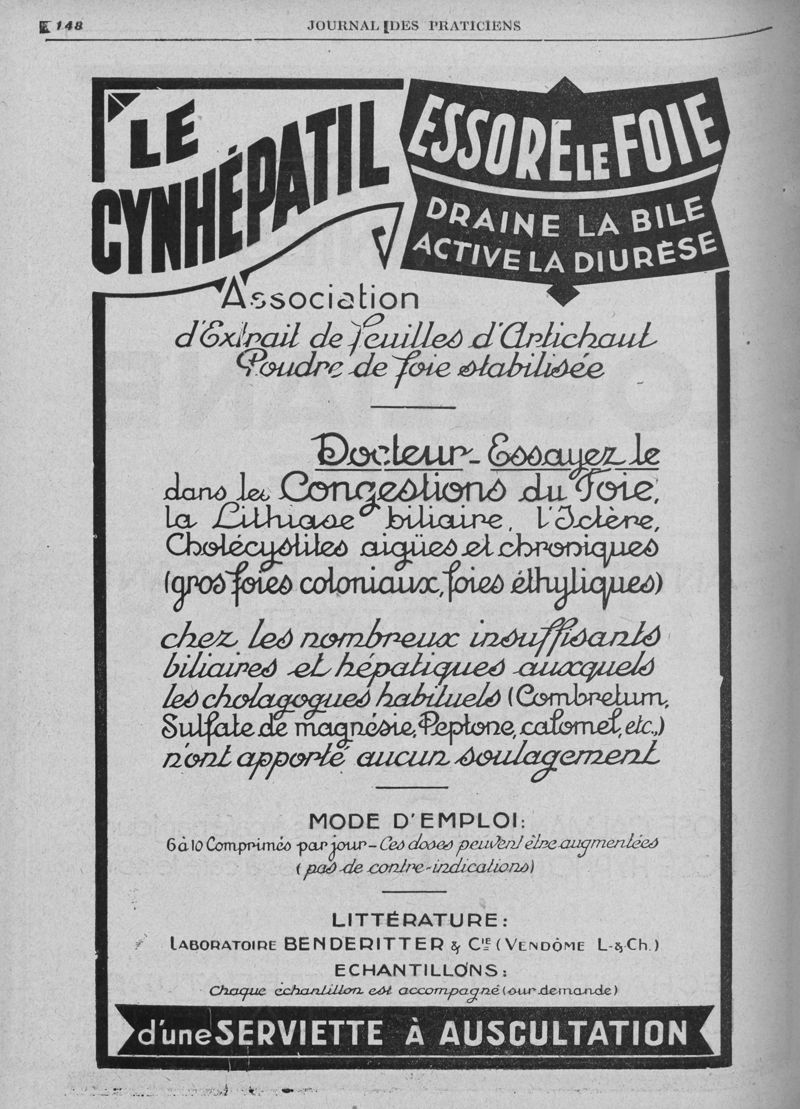 148
JOURNAL DES PRATICIENS
LE
CYNHÉPATIL
ESSORE LE FOIE
DRAINE LA BILE
ACTIVE LA DIURÈSE
Association
d'Extrait de feuilles d'Artichaut
Poudre de foie stabilisée
Docteur - Essayez le
dans les Congestions du Foie,
la Lithiase biliaire, l'Ictère,
Cholécystites aigües et chroniques
(gros foies coloniaux, foies éthyliques)
chez les nombreux insuffisants
biliaires et hépatiques auxquels
les cholagogues habituels (Combretum,
Sulfate de magnésie, Peptone, calomel, etc.,)
n'ont apporté aucun soulagement
MODE D'EMPLOI:
6 à 10 Comprimés par jour - Ces doses peuvent être augmentées
(pas de contre-indications)
LITTÉRATURE:
LABORATOIRE BENDERITTER & CIE (VENDÔME L.-&-Ch.)
ECHANTILLONS:
Chaque échantillon est accompagné (sur demande)
d'une SERVIETTE À AUSCULTATION